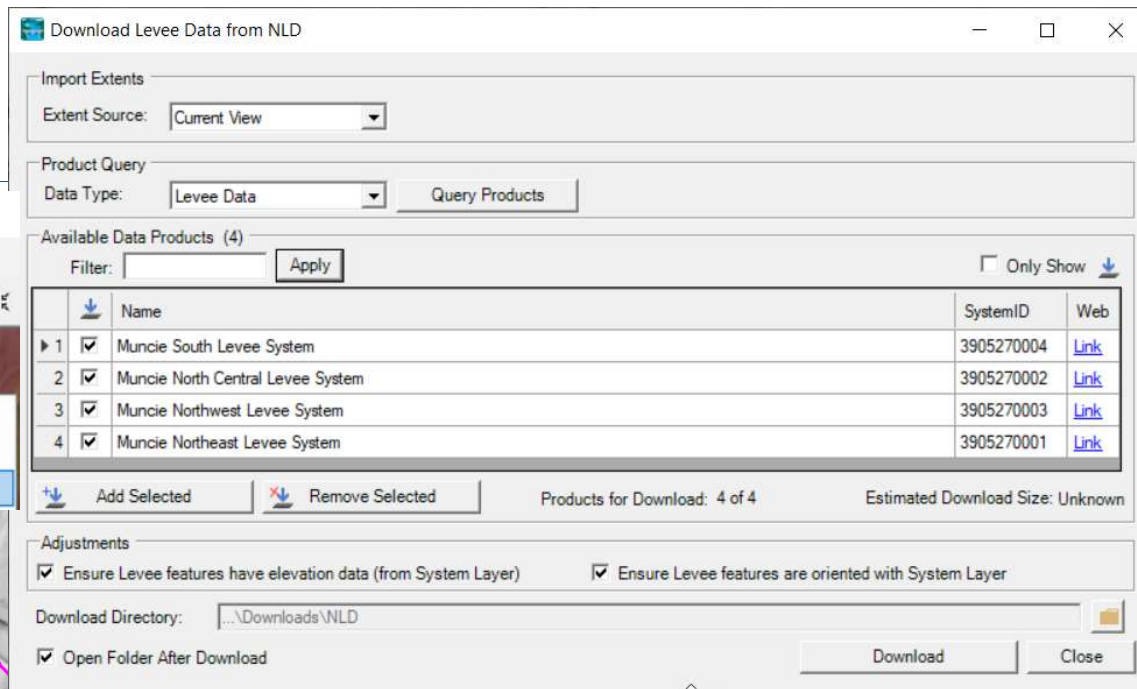 Download Levee Data from NLD
Import Extents
Extent Source: Current View
Product Query
Data Type: Levee Data Query Products
Available Data Products (4)
Filter: Apply Only Show
Name SystemID Web
1 Muncie South Levee System 3905270004 Link
2 Muncie North Central Levee System 3905270002 Link
3 Muncie Northwest Levee System 3905270003 Link
4 Muncie Northeast Levee System 3905270001 Link
Add Selected Remove Selected Products for Download: 4 of 4 Estimated Download Size: Unknown
Adjustments
Ensure Levee features have elevation data (from System Layer) Ensure Levee features are oriented with System Layer
Download Directory: ...\Downloads\NLD
Open Folder After Download Download Close